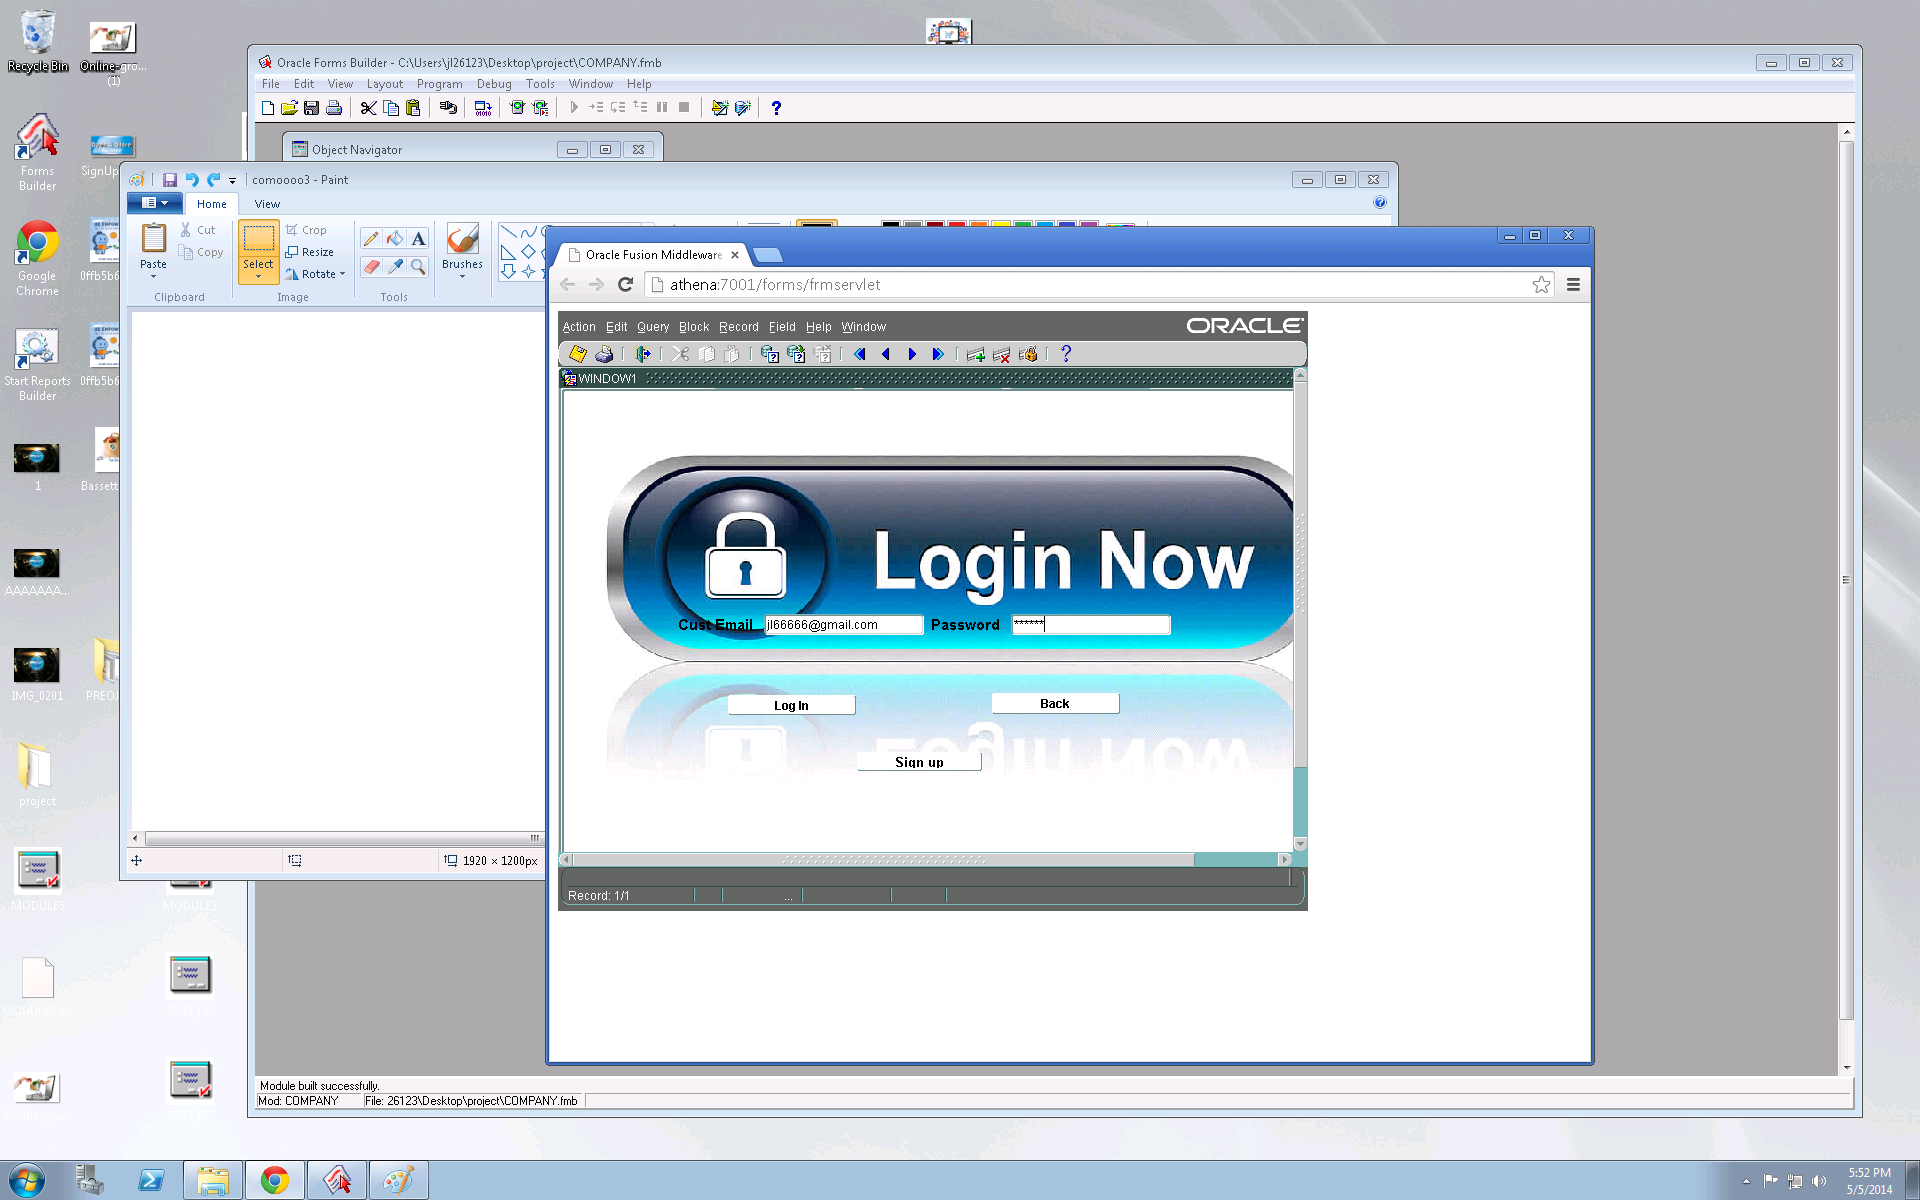 Recycle Bin
Online-gro...
(1)
Forms
Builder
SignUp
Google
Chrome
0ffb5b6
Start Reports
Builder
0ffb5b6
1
Bassett
AAAAAAA...
IMG_0201
PREOJ
project
MODULE5
MODULE3
Oracle Forms Builder - C:\Users\jl26123\Desktop\project\COMPANY.fmb
File Edit View Layout Program Debug Tools Window Help
Object Navigator
comoooo3 - Paint
Home View
Paste
Cut
Copy
Clipboard
Select
Crop
Resize
Rotate
Image
A
Tools
Brushes
1920 × 1200px
Oracle Fusion Middleware
athena:7001/forms/frmservlet
Action Edit Query Block Record Field Help Window
ORACLE
WINDOW1
Login Now
Cust Email jl66666@gmail.com Password ******
Log In
Back
Sign up
Record: 1/1
...
Module built successfully.
Mod: COMPANY File: 26123\Desktop\project\COMPANY.fmb
5:52 PM
5/5/2014